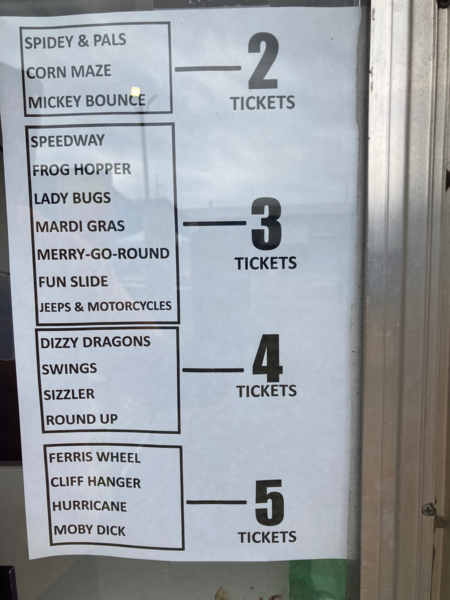 SPIDEY & PALS
CORN MAZE
MICKEY BOUNCE
2
TICKETS
SPEEDWAY
FROG HOPPER
LADY BUGS
MARDI GRAS
MERRY-GO-ROUND
FUN SLIDE
JEEPS & MOTORCYCLES
3
TICKETS
DIZZY DRAGONS
SWINGS
SIZZLER
ROUND UP
4
TICKETS
FERRIS WHEEL
CLIFF HANGER
HURRICANE
MOBY DICK
5
TICKETS